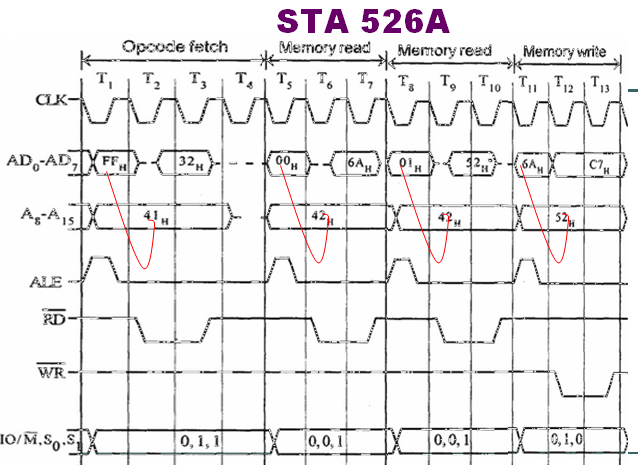 STA 526A
Opcode fetch Memory read Memory read Memory write
T1 T2 T3 T4 T5 T6 T7 T8 T9 T10 T11 T12 T13
CLK
AD0-AD7 FFH 32H 00H 6AH 01H 52H 6AH C7H
A8-A15 41H 42H 42H 52H
ALE
RD
WR
IO/M,S0,S1 0,1,1 0,0,1 0,0,1 0,1,0